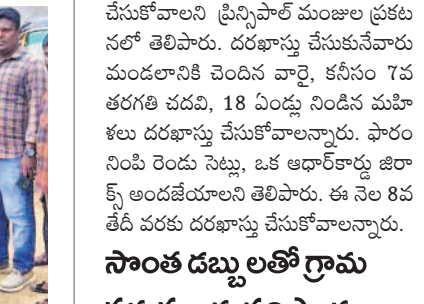 చేసుకోవాలని ప్రిన్సిపాల్ మంజుల ప్రకట
నలో తెలిపారు. దరఖాస్తు చేసుకునేవారు
మండలానికి చెందిన వారై, కనీసం 7వ
తరగతి చదవి, 18 ఏండ్లు నిండిన మహి
ళలు దరఖాస్తు చేసుకోవాలన్నారు. ఫారం
నింపి రెండు సెట్లు, ఒక ఆధార్‌కార్డు జిరా
క్స్ అందజేయాలని తెలిపారు. ఈ నెల 8వ
తేదీ వరకు దరఖాస్తు చేసుకోవాలన్నారు.
సొంత డబ్బులతో గ్రామ